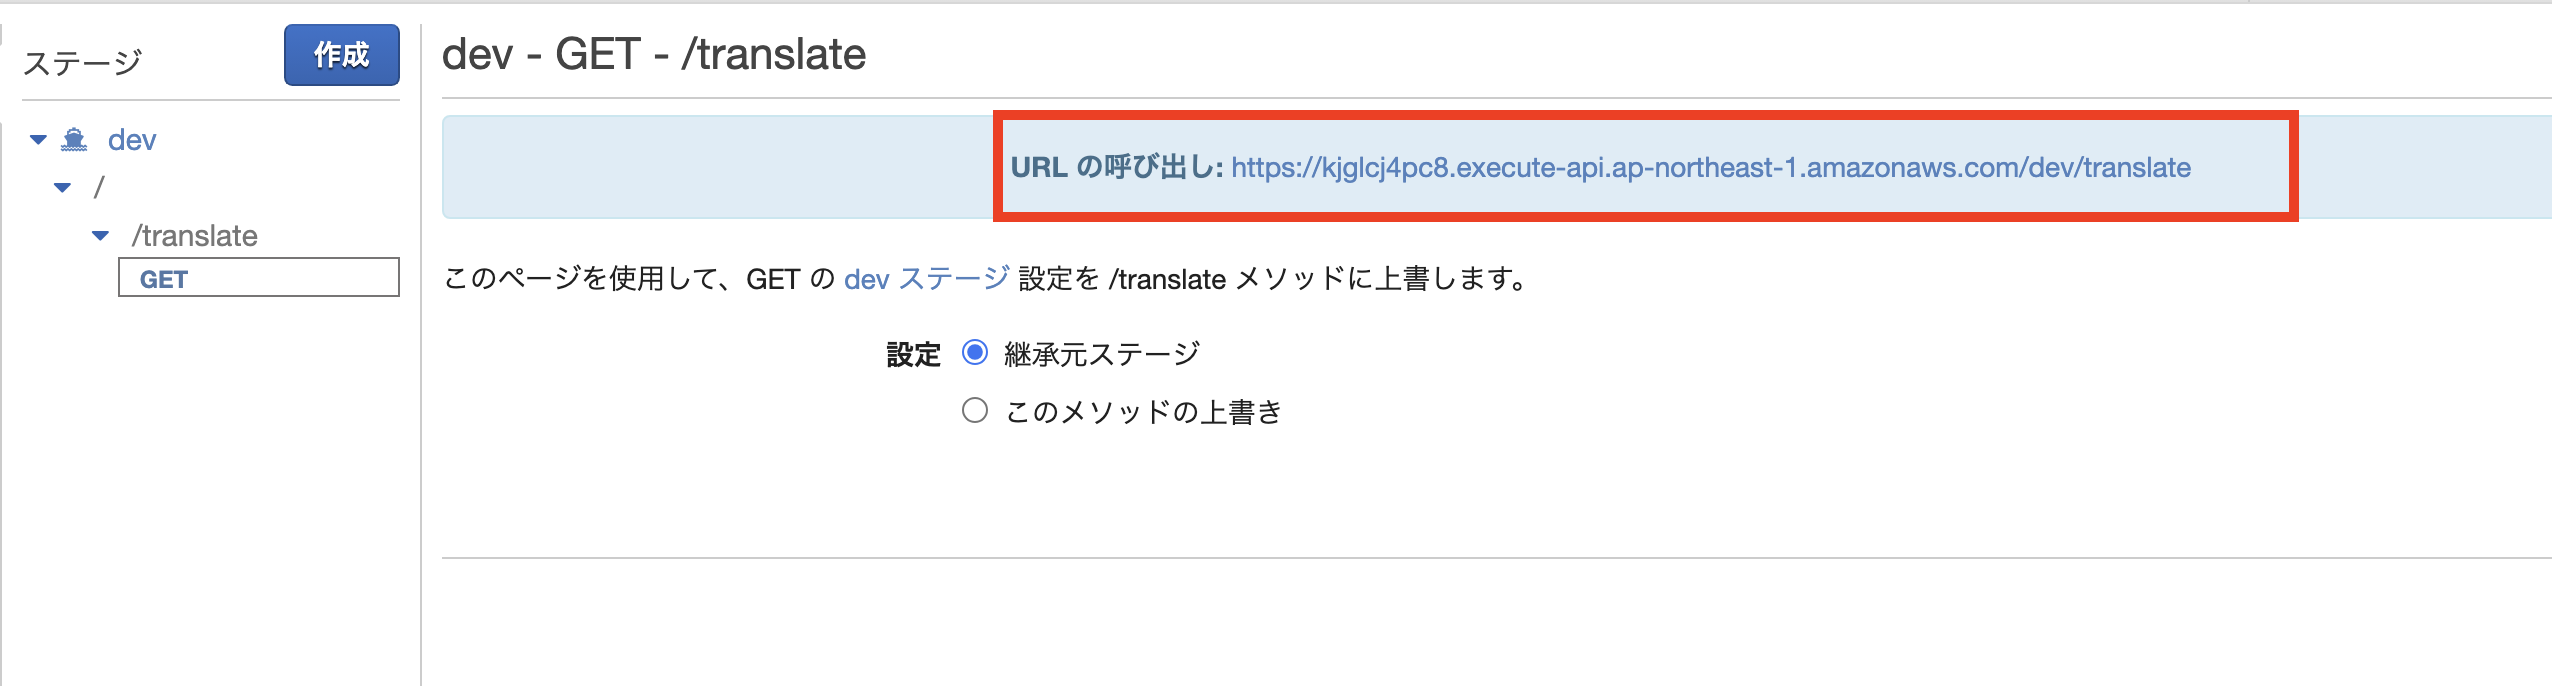 ステージ
作成
dev
/
/translate
GET
dev - GET - /translate
URL の呼び出し: https://kjglcj4pc8.execute-api.ap-northeast-1.amazonaws.com/dev/translate
このページを使用して、GET の dev ステージ 設定を /translate メソッドに上書します。
設定 継承元ステージ
このメソッドの上書き